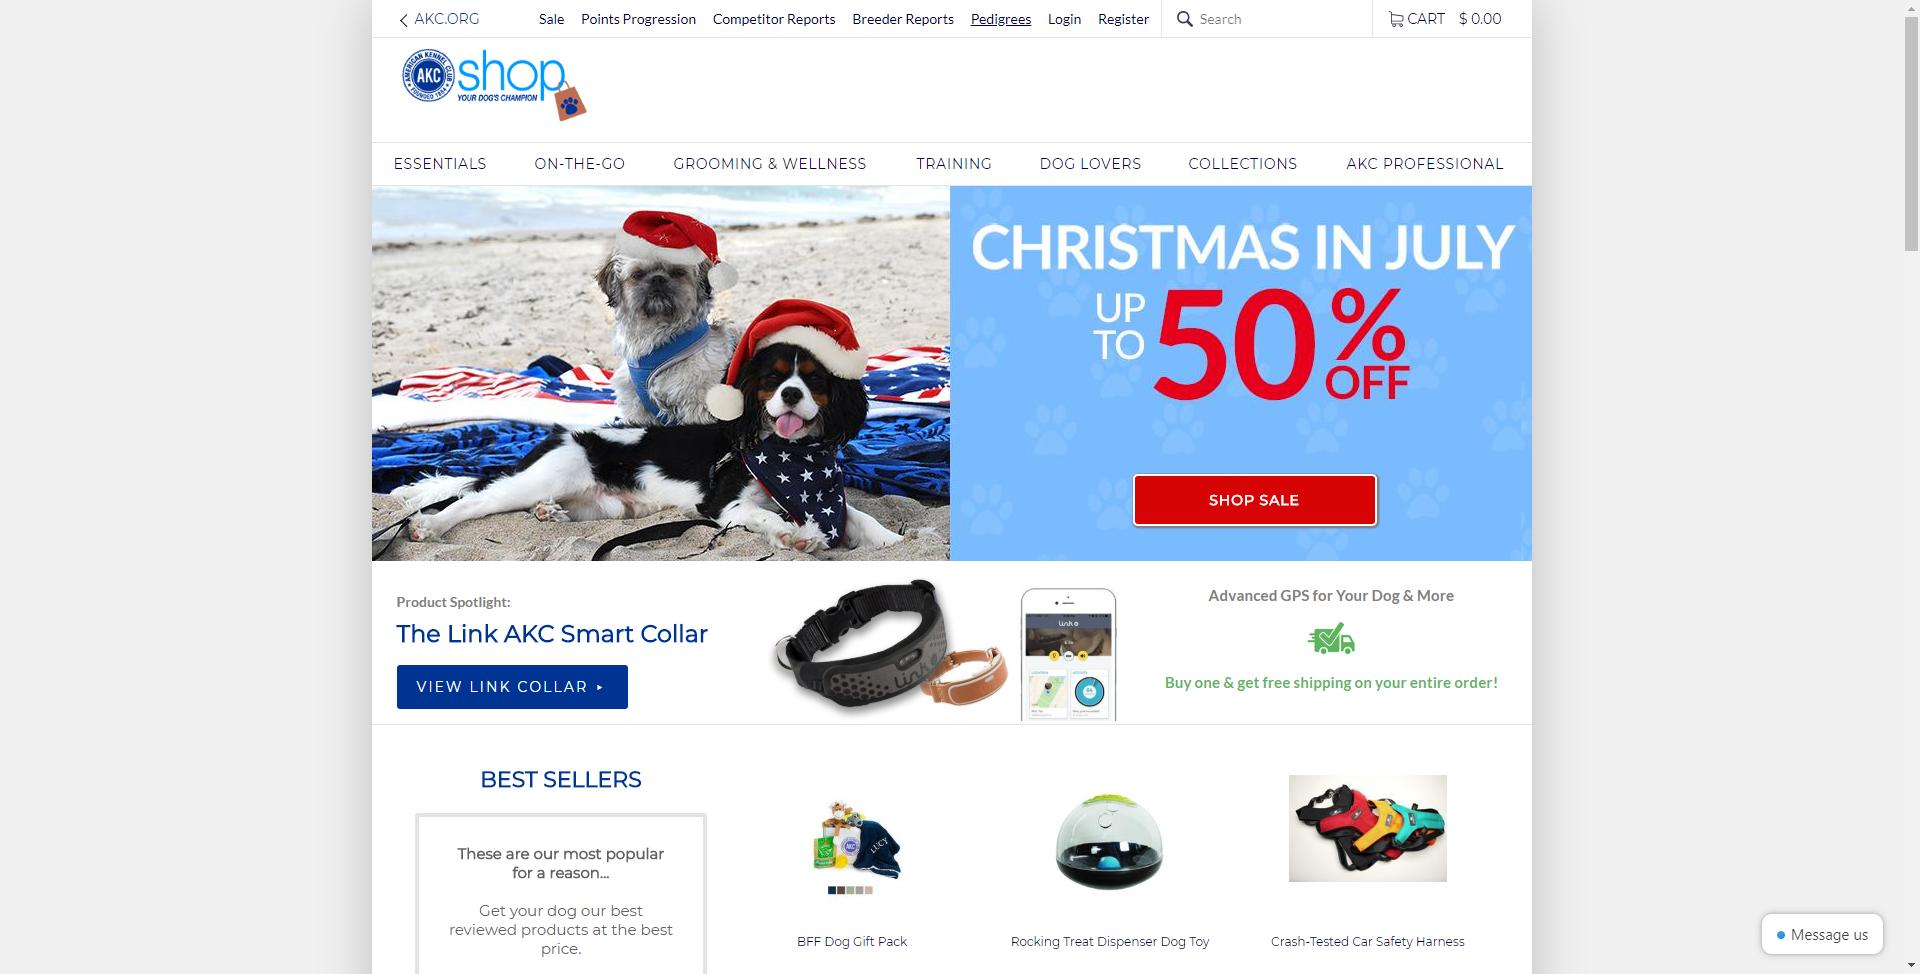 AKC.ORG
Sale Points Progression Competitor Reports Breeder Reports Pedigrees Login Register
Search
CART $ 0.00
AMERICAN KENNEL CLUB
AKC
FOUNDED 1884
shop
YOUR DOG'S CHAMPION
ESSENTIALS ON-THE-GO GROOMING & WELLNESS TRAINING DOG LOVERS COLLECTIONS AKC PROFESSIONAL
CHRISTMAS IN JULY
UP
TO
50%
OFF
SHOP SALE
Product Spotlight:
The Link AKC Smart Collar
VIEW LINK COLLAR
Link
Link
Advanced GPS for Your Dog & More
Buy one & get free shipping on your entire order!
BEST SELLERS
These are our most popular
for a reason...
Get your dog our best
reviewed products at the best
price.
AKC
LUCY
BFF Dog Gift Pack
Rocking Treat Dispenser Dog Toy
Crash-Tested Car Safety Harness
Message us